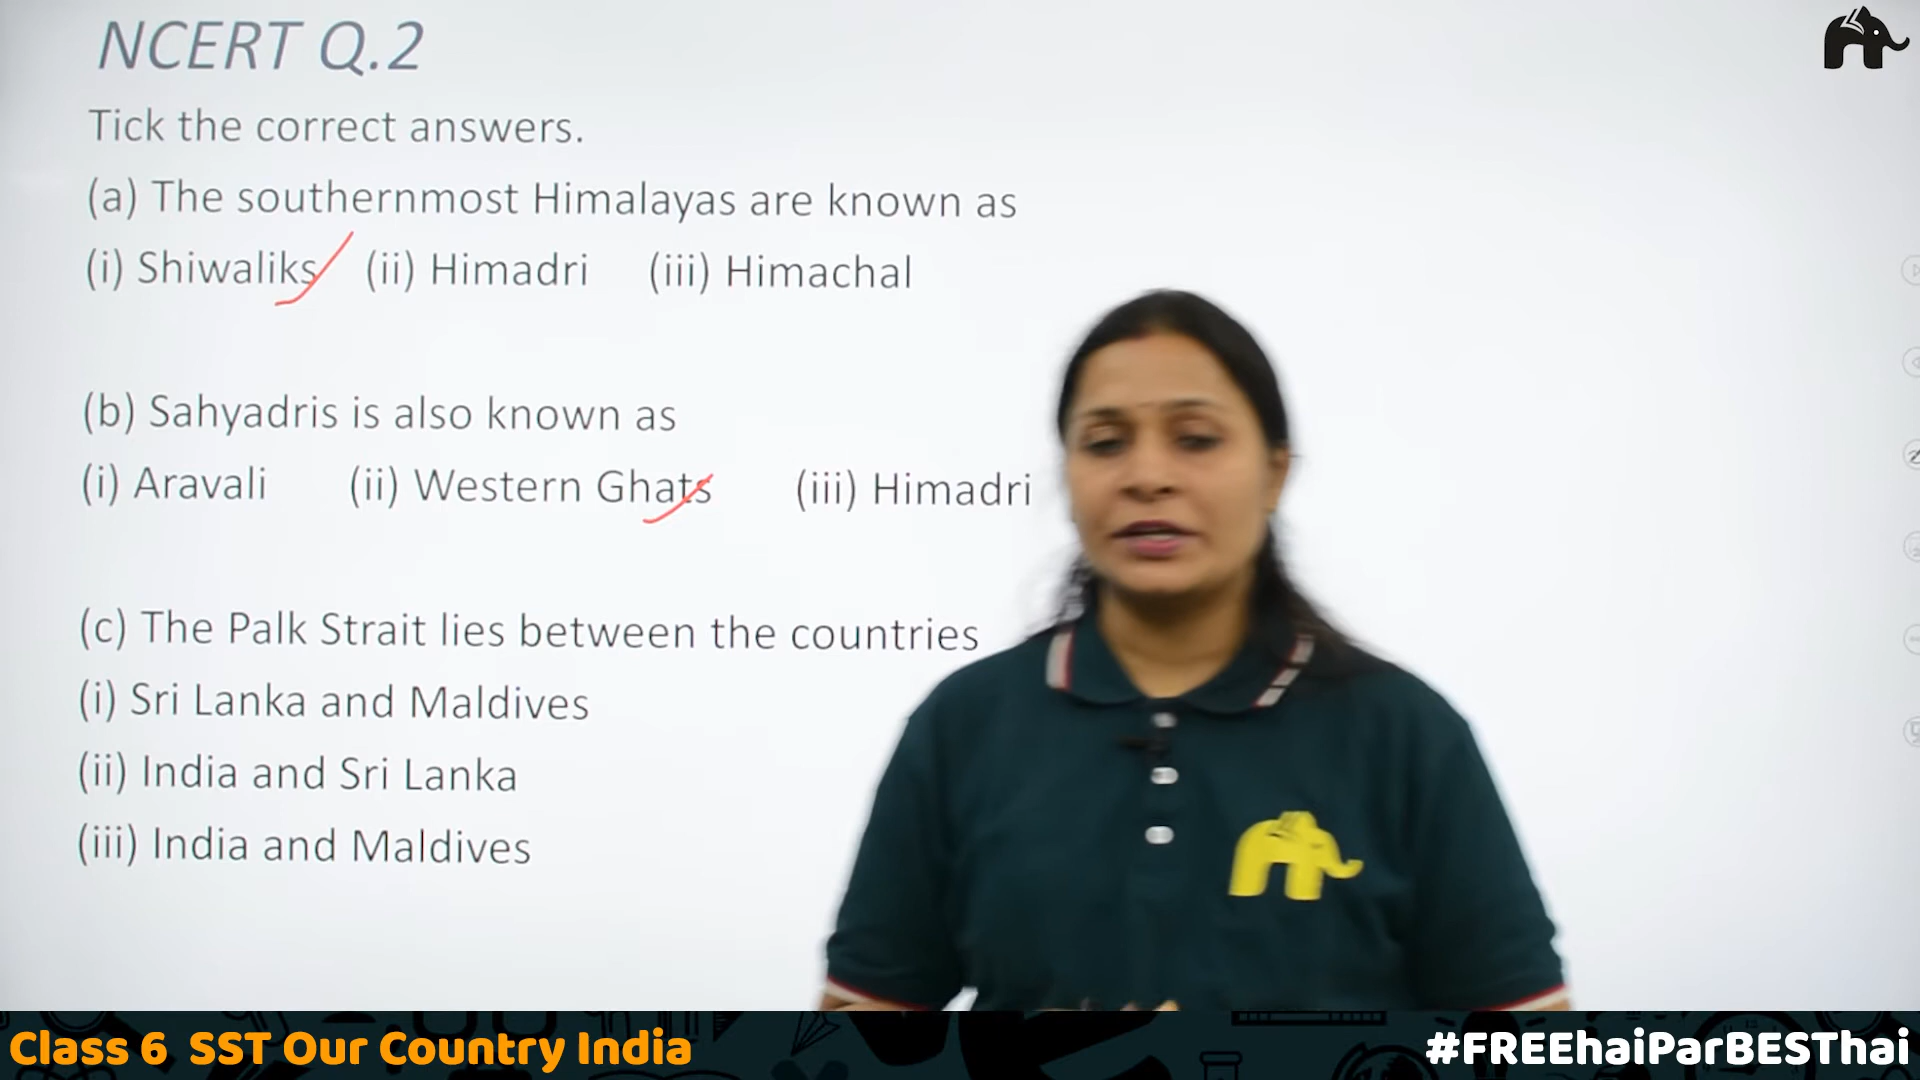 NCERT Q.2
Tick the correct answers.
(a) The southernmost Himalayas are known as
(i) Shiwaliks (ii) Himadri (iii) Himachal
(b) Sahyadris is also known as
(i) Aravali (ii) Western Ghats (iii) Himadri
(c) The Palk Strait lies between the countries
(i) Sri Lanka and Maldives
(ii) India and Sri Lanka
(iii) India and Maldives
Class 6 SST Our Country India #FREEhaiParBESThai